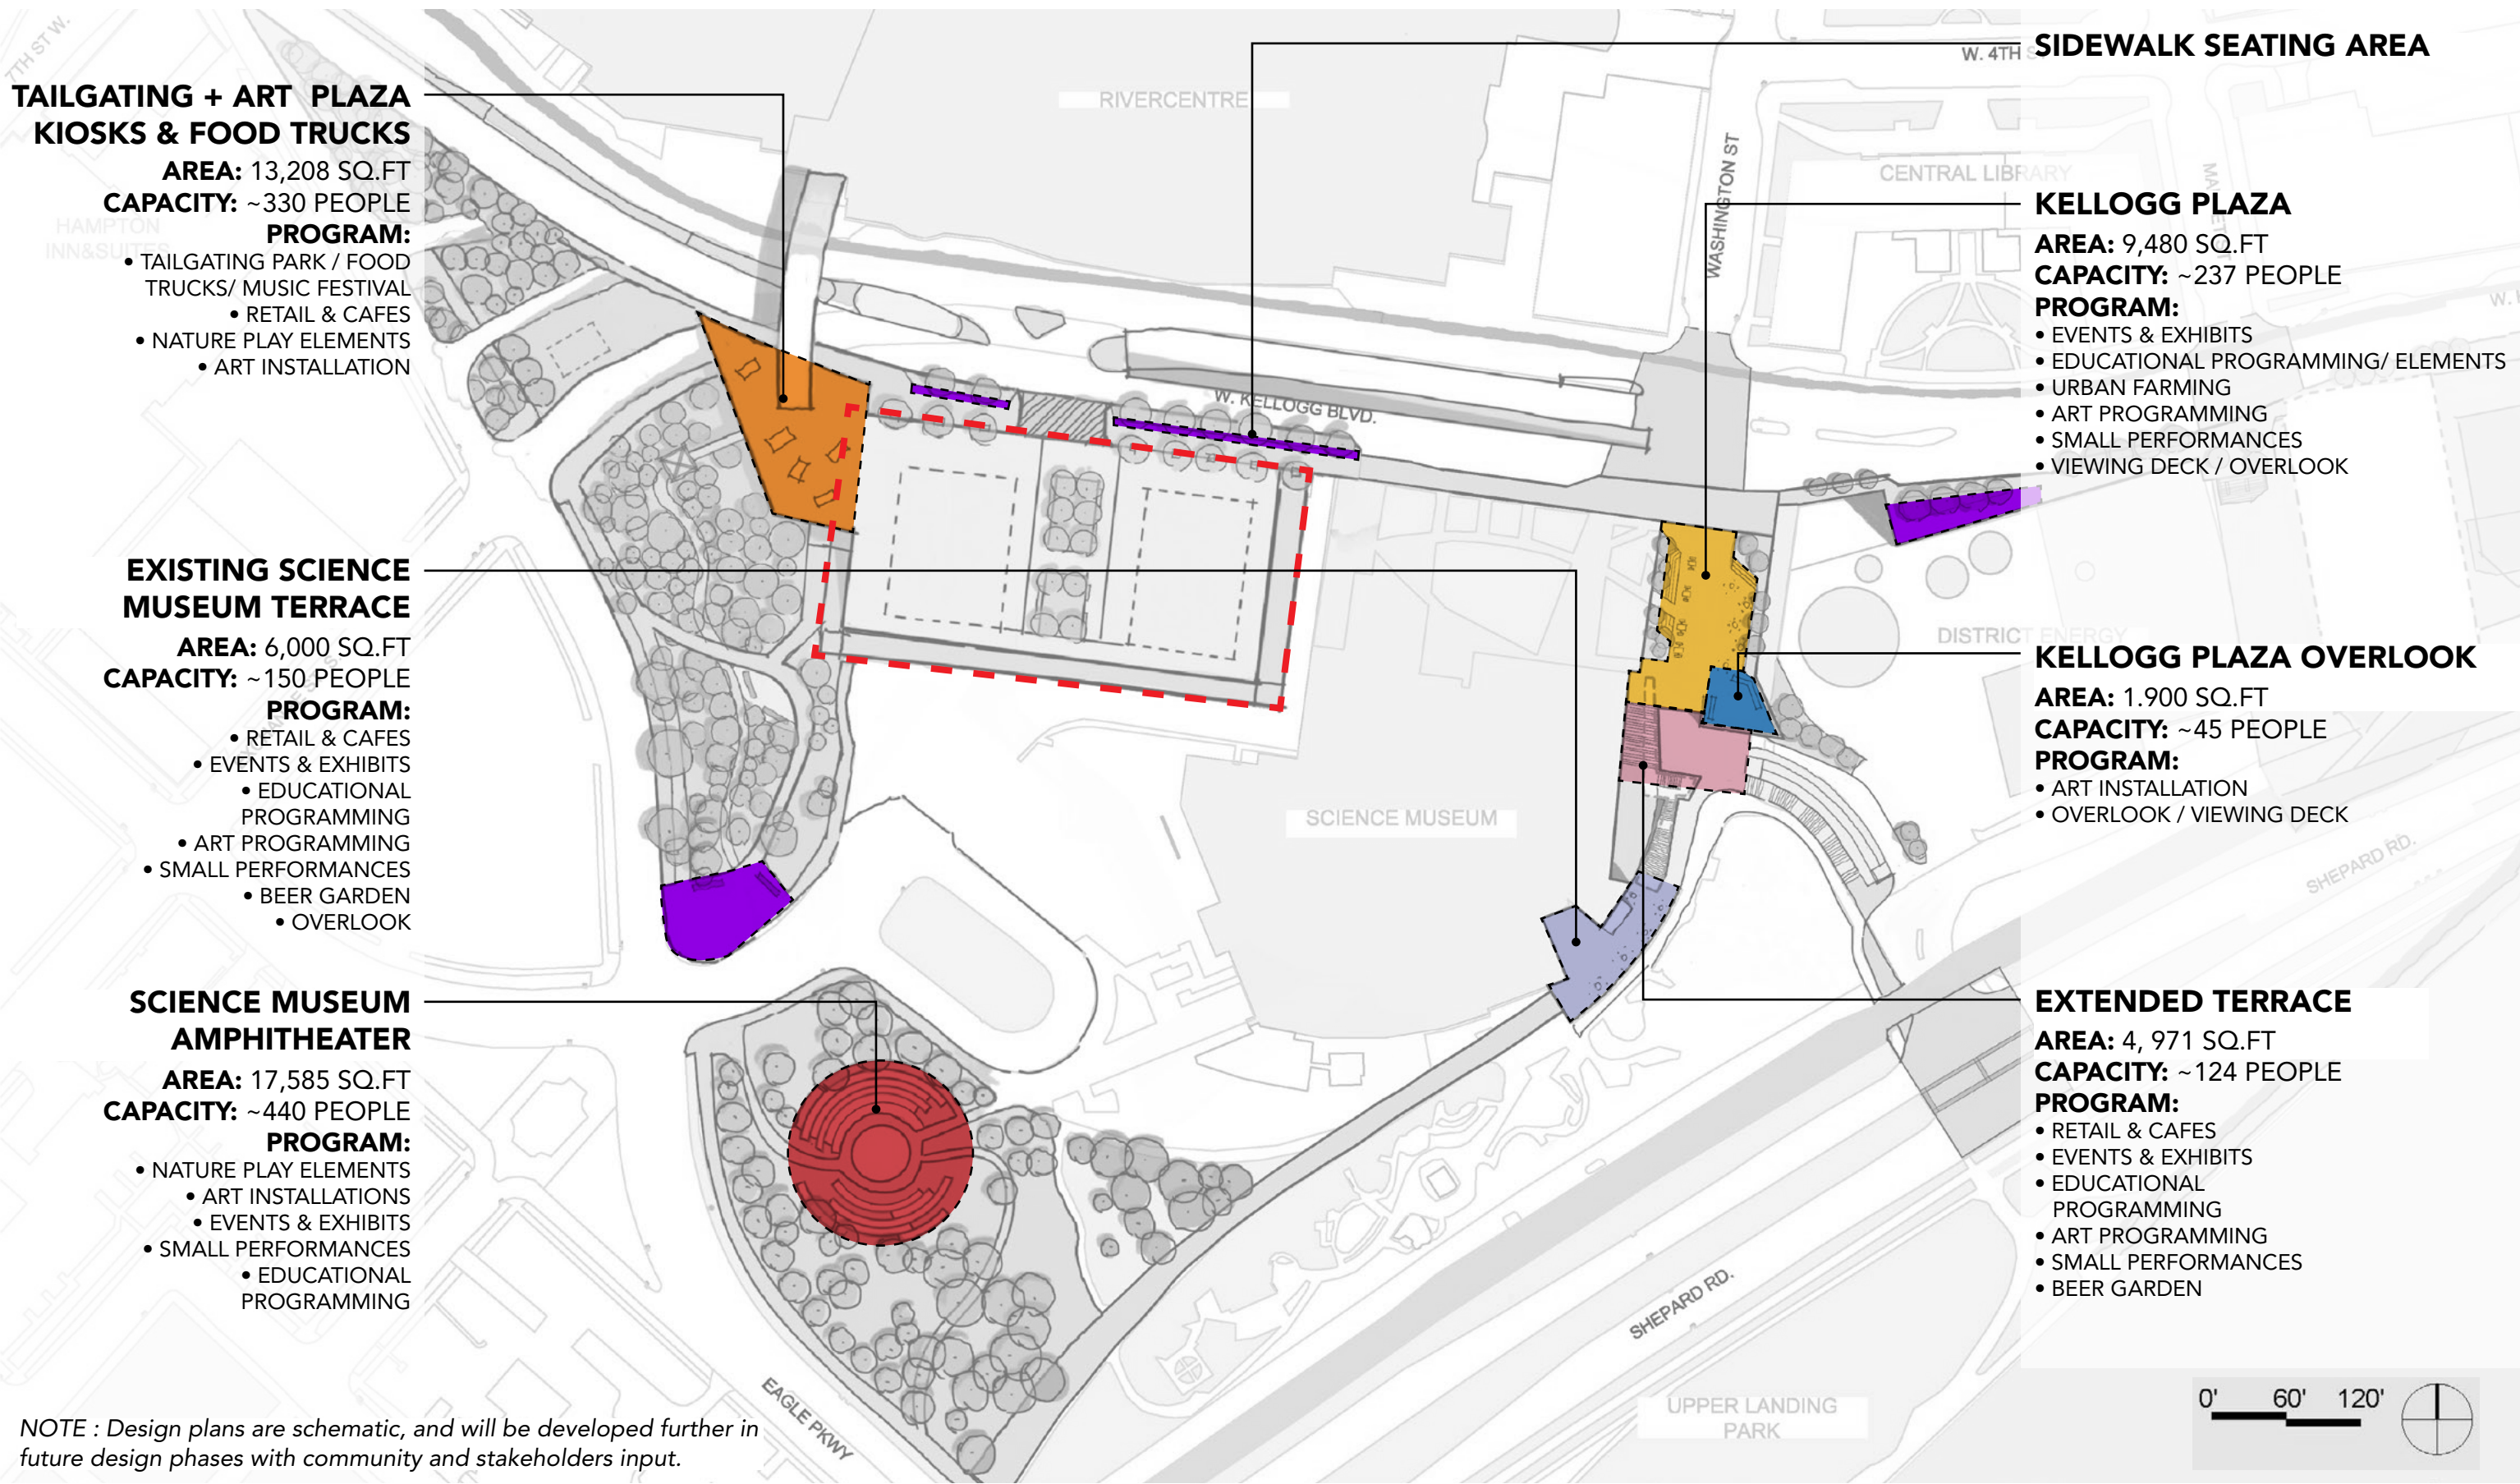 7TH ST W.
TAILGATING + ART PLAZA
KIOSKS & FOOD TRUCKS
AREA: 13,208 SQ.FT
CAPACITY: ~330 PEOPLE
PROGRAM:
• TAILGATING PARK / FOOD
TRUCKS/ MUSIC FESTIVAL
• RETAIL & CAFES
• NATURE PLAY ELEMENTS
• ART INSTALLATION
HAMPTON
INN&SUITES
EXISTING SCIENCE
MUSEUM TERRACE
AREA: 6,000 SQ.FT
CAPACITY: ~150 PEOPLE
PROGRAM:
• RETAIL & CAFES
• EVENTS & EXHIBITS
• EDUCATIONAL
PROGRAMMING
• ART PROGRAMMING
• SMALL PERFORMANCES
• BEER GARDEN
• OVERLOOK
SCIENCE MUSEUM
AMPHITHEATER
AREA: 17,585 SQ.FT
CAPACITY: ~440 PEOPLE
PROGRAM:
• NATURE PLAY ELEMENTS
• ART INSTALLATIONS
• EVENTS & EXHIBITS
• SMALL PERFORMANCES
• EDUCATIONAL
PROGRAMMING
NOTE : Design plans are schematic, and will be developed further in
future design phases with community and stakeholders input.
RIVERCENTRE
W. 4TH
WASHINGTON ST
CENTRAL LIBRARY
W. KELLOGG BLVD.
DISTRICT ENERGY
SCIENCE MUSEUM
SHEPARD RD.
SHEPARD RD.
EAGLE PKWY
UPPER LANDING
PARK
SIDEWALK SEATING AREA
KELLOGG PLAZA
AREA: 9,480 SQ.FT
CAPACITY: ~237 PEOPLE
PROGRAM:
• EVENTS & EXHIBITS
• EDUCATIONAL PROGRAMMING/ ELEMENTS
• URBAN FARMING
• ART PROGRAMMING
• SMALL PERFORMANCES
• VIEWING DECK / OVERLOOK
KELLOGG PLAZA OVERLOOK
AREA: 1.900 SQ.FT
CAPACITY: ~45 PEOPLE
PROGRAM:
• ART INSTALLATION
• OVERLOOK / VIEWING DECK
EXTENDED TERRACE
AREA: 4, 971 SQ.FT
CAPACITY: ~124 PEOPLE
PROGRAM:
• RETAIL & CAFES
• EVENTS & EXHIBITS
• EDUCATIONAL
PROGRAMMING
• ART PROGRAMMING
• SMALL PERFORMANCES
• BEER GARDEN
0' 60' 120'